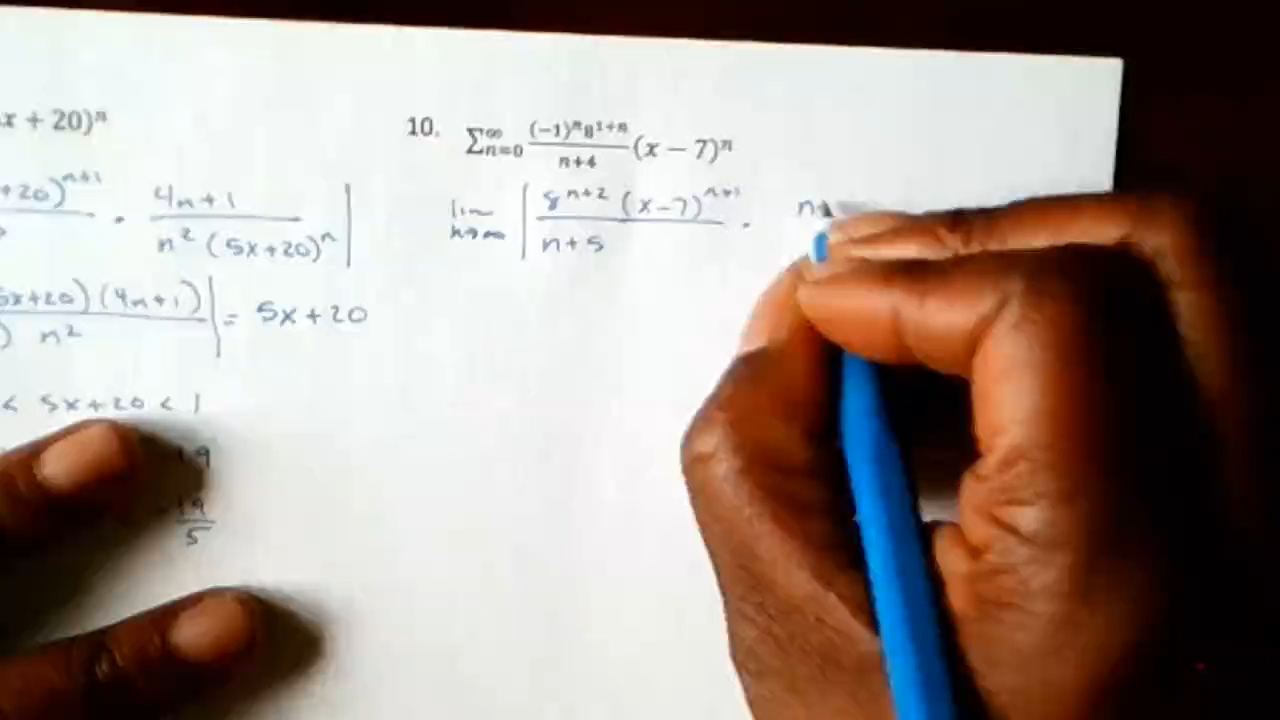 x + 20)ⁿ
+20)ⁿ⁺¹ · 4n+1 / n² (5x+20)ⁿ |
5x+20)(4n+1) / ) n² | = 5x+20
< 5x+20 < 1
19
19/5
10. ∑ₙ₌₀^∞ (−1)ⁿ8¹⁺ⁿ / n+4 (x − 7)ⁿ
lim n→∞ | 8ⁿ⁺² (x−7)ⁿ⁺¹ / n+5 · n+